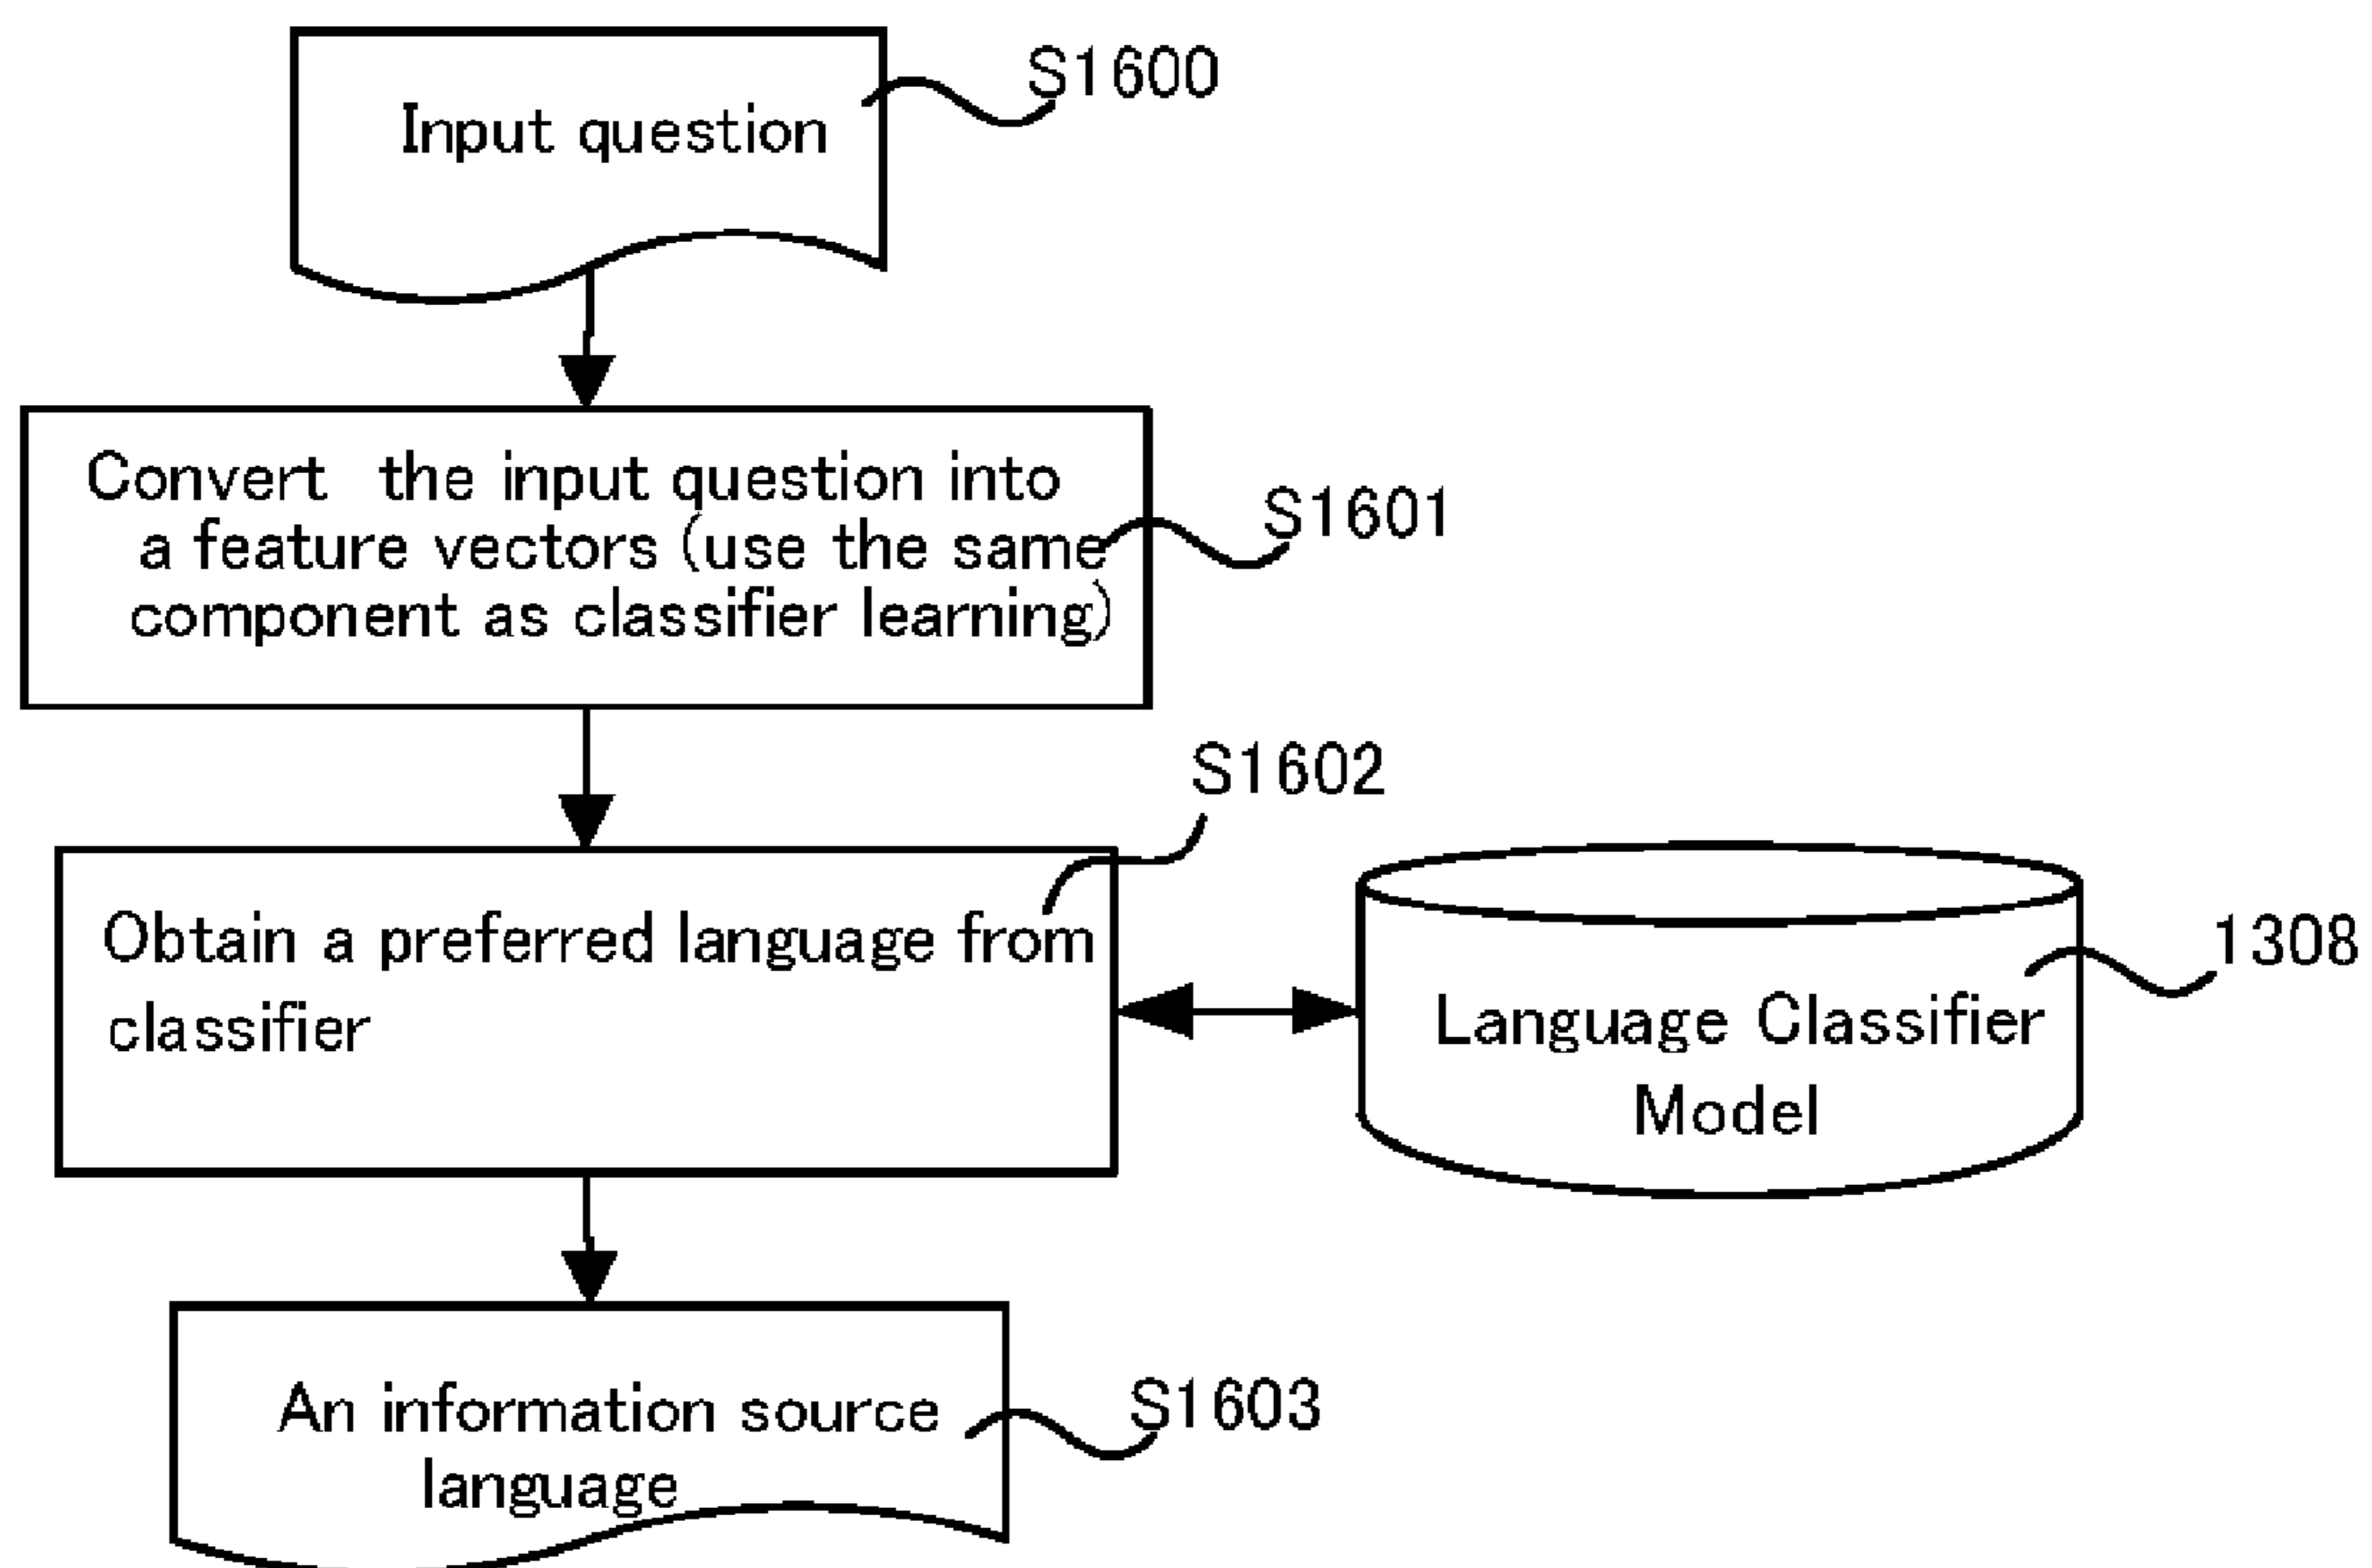 Input question
S1600
Convert the input question into
a feature vectors (use the same
component as classifier learning)
S1601
S1602
Obtain a preferred language from
classifier
1308
Language Classifier
Model
An information source
language
S1603